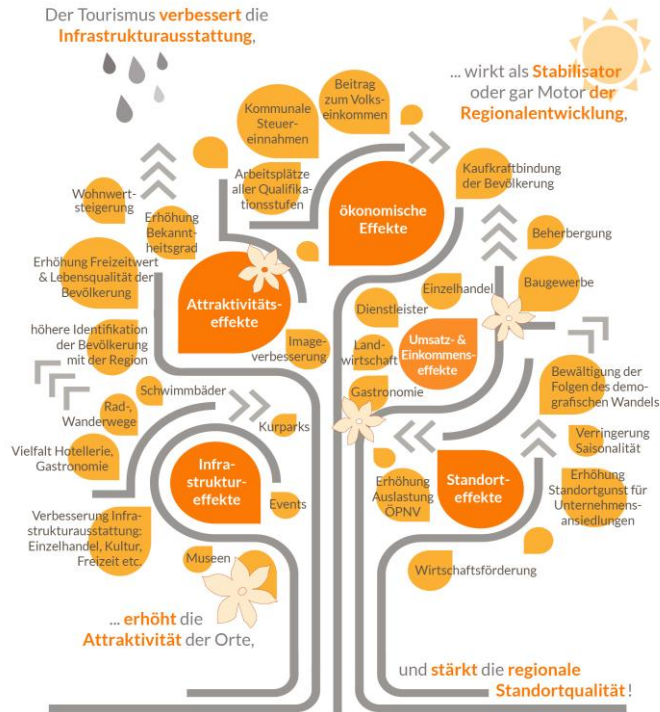 Der Tourismus verbessert die
Infrastrukturausstattung,
... wirkt als Stabilisator
oder gar Motor der
Regionalentwicklung,
Beitrag
zum Volks-
einkommen
Kommunale
Steuer-
einnahmen
Arbeitsplätze
aller Qualifika-
tionsstufen
ökonomische
Effekte
Kaufkraftbindung
der Bevölkerung
Wohnwert-
steigerung
Erhöhung
Bekannt-
heitsgrad
Erhöhung Freizeitwert
& Lebensqualität der
Bevölkerung
Attraktivitäts-
effekte
höhere Identifikation
der Bevölkerung
mit der Region
Image-
verbesserung
Beherbergung
Einzelhandel
Baugewerbe
Dienstleister
Land-
wirtschaft
Umsatz- &
Einkommens-
effekte
Gastronomie
Bewältigung der
Folgen des demo-
grafischen Wandels
Schwimmbäder
Rad-,
Wanderwege
Kurparks
Vielfalt Hotellerie,
Gastronomie
Infra-
struktur-
effekte
Events
Verbesserung Infra-
strukturausstattung:
Einzelhandel, Kultur,
Freizeit etc.
Museen
Verringerung
Saisonalität
Erhöhung
Auslastung
ÖPNV
Standort-
effekte
Erhöhung
Standortgunst für
Unternehmens-
ansiedlungen
Wirtschaftsförderung
... erhöht die
Attraktivität der Orte,
und stärkt die regionale
Standortqualität!